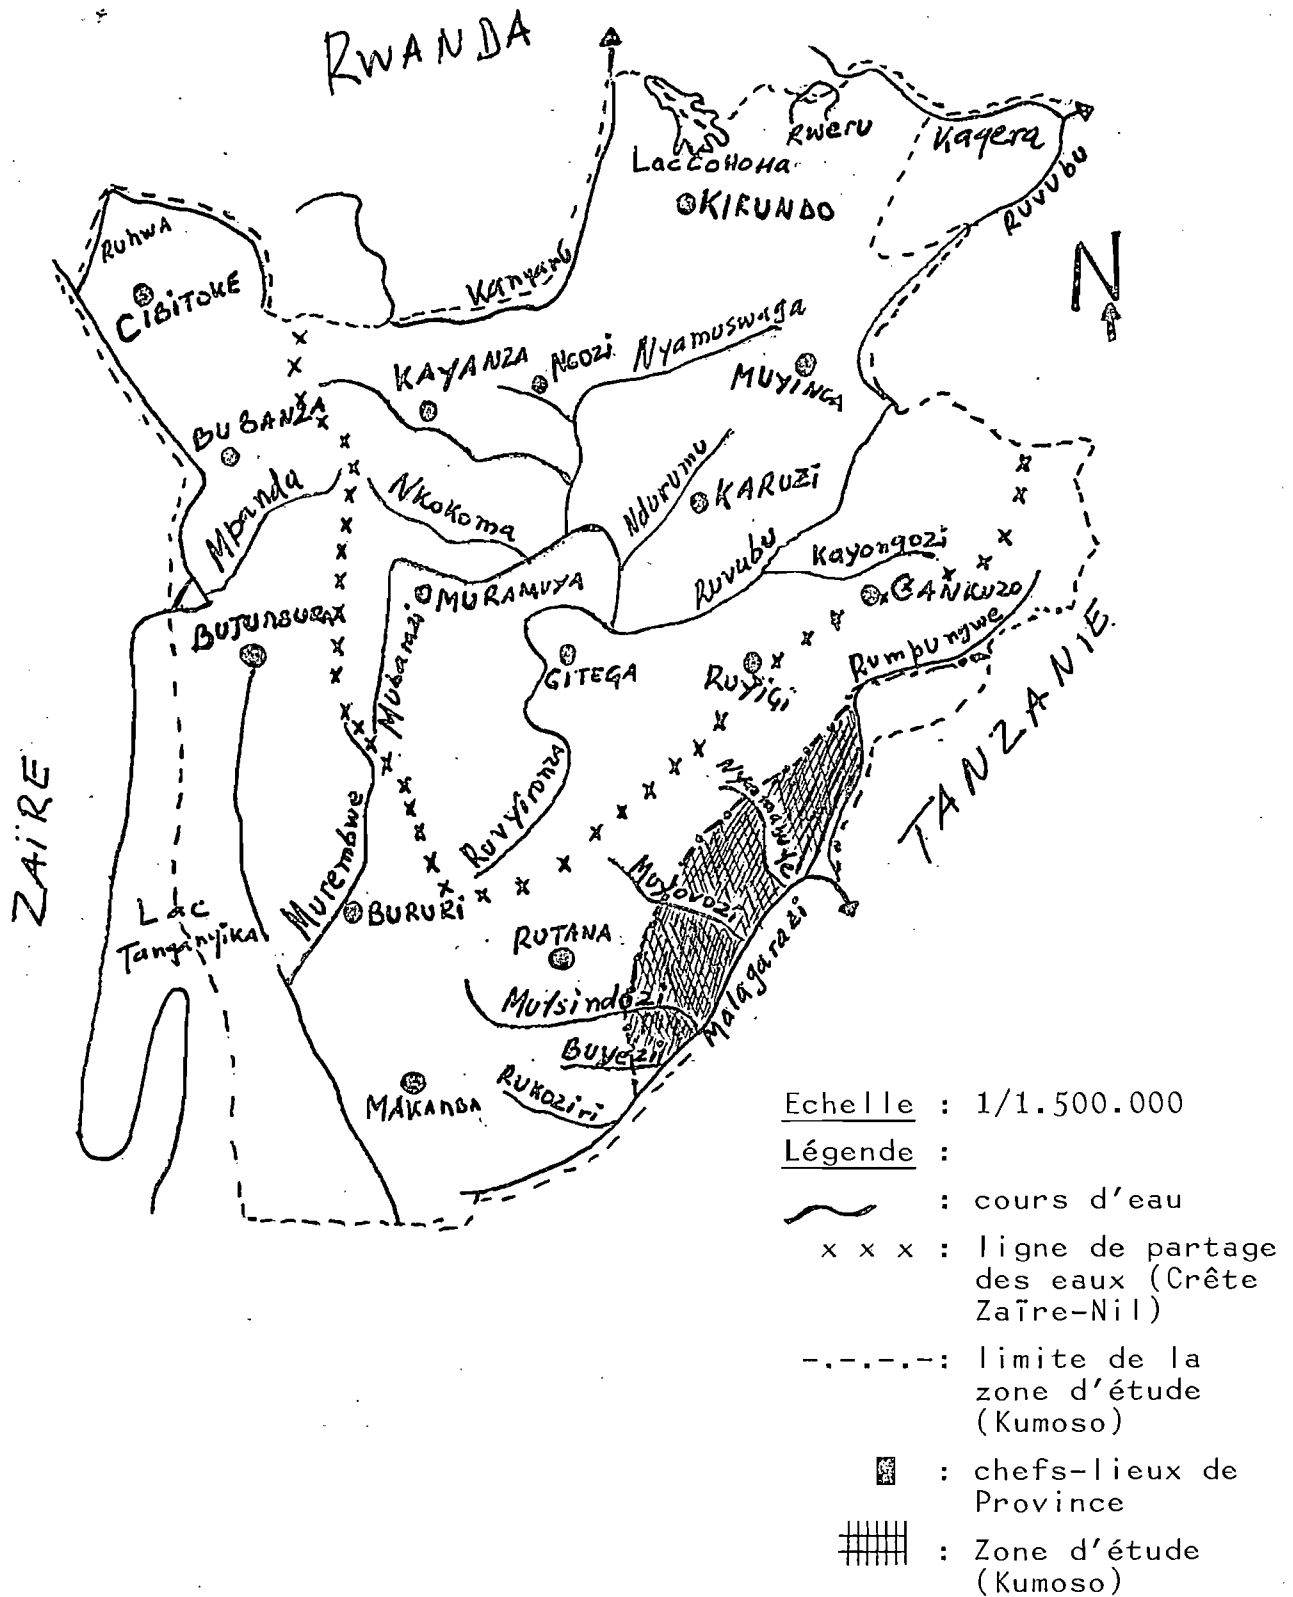 RWANDA
Kagera
Rweru
Lac COHOHA
KIRUNDO
Ruvubu
N
RUHWA
CIBITOKE
Kanyaru
Nyamuswaga
NGOZI
KAYANZA
MUYINGA
BUBANZA
Mpanda
Nkokoma
Ndurumu
KARUZI
Ruvubu
Kayongozi
CANKUZO
MURAMVYA
BUJUMBURA
Mubarazi
GITEGA
RUYIGI
Rumpungwe
TANZANIE
ZAÏRE
Ruvyironza
Murembwe
Muyovozi
BURURI
Lac
Tanganyika
RUTANA
Malagarazi
Mutsindozi
Buyezi
Rukoziri
MAKAMBA
Echelle : 1/1.500.000
Légende :
: cours d'eau
x x x : ligne de partage
des eaux (Crête
Zaïre-Nil)
-.-.-.-: limite de la
zone d'étude
(Kumoso)
: chefs-lieux de
Province
: Zone d'étude
(Kumoso)